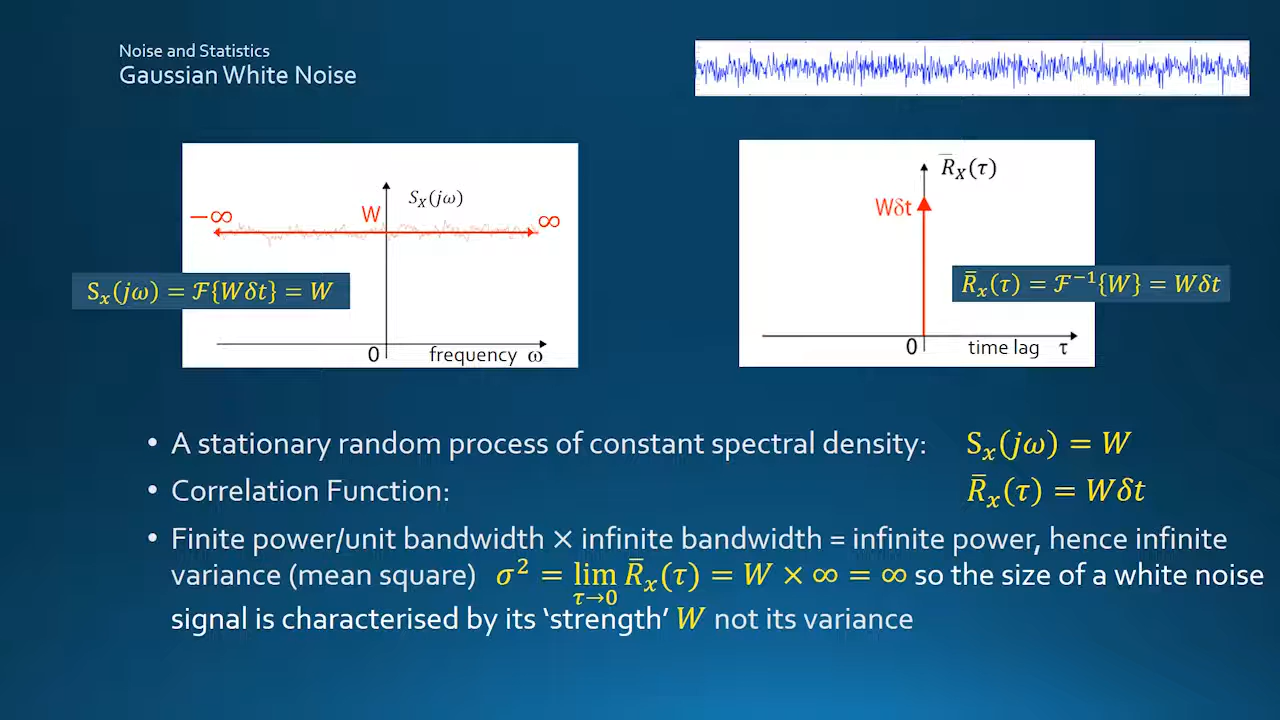 Noise and Statistics
Gaussian White Noise
−∞ W S_X(jω) ∞
S_x(jω) = ℱ{Wδt} = W
0 frequency ω
R̅_X(τ)
Wδt
R̅_x(τ) = ℱ⁻¹{W} = Wδt
0 time lag τ
• A stationary random process of constant spectral density: S_x(jω) = W
• Correlation Function: R̅_x(τ) = Wδt
• Finite power/unit bandwidth × infinite bandwidth = infinite power, hence infinite
variance (mean square) σ² = lim_{τ→0} R̅_x(τ) = W × ∞ = ∞ so the size of a white noise
signal is characterised by its ‘strength’ W not its variance